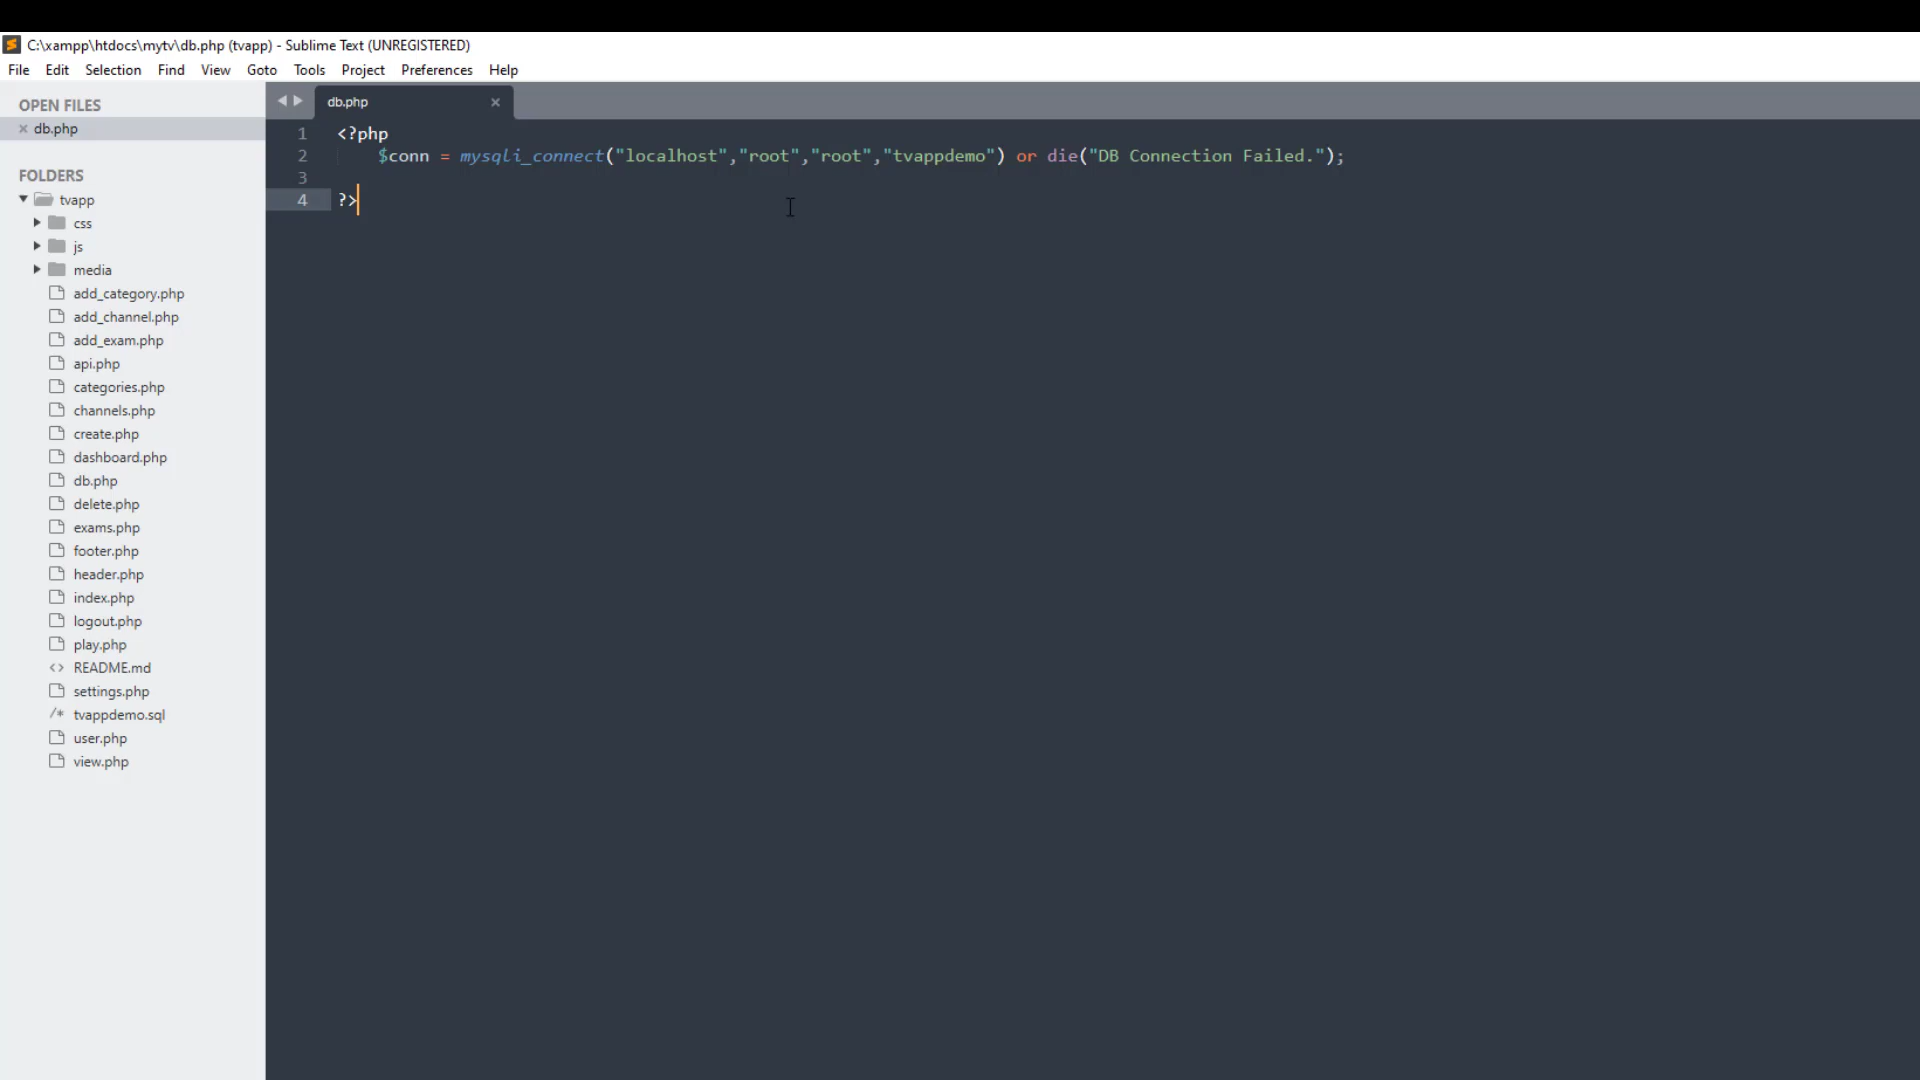 C:\xampp\htdocs\mytv\db.php (tvapp) - Sublime Text (UNREGISTERED)
File Edit Selection Find View Goto Tools Project Preferences Help
OPEN FILES
db.php
FOLDERS
tvapp
css
js
media
add_category.php
add_channel.php
add_exam.php
api.php
categories.php
channels.php
create.php
dashboard.php
db.php
delete.php
exams.php
footer.php
header.php
index.php
logout.php
play.php
README.md
settings.php
tvappdemo.sql
user.php
view.php
db.php
1 <?php
2 $conn = mysqli_connect("localhost","root","root","tvappdemo") or die("DB Connection Failed.");
3
4 ?>